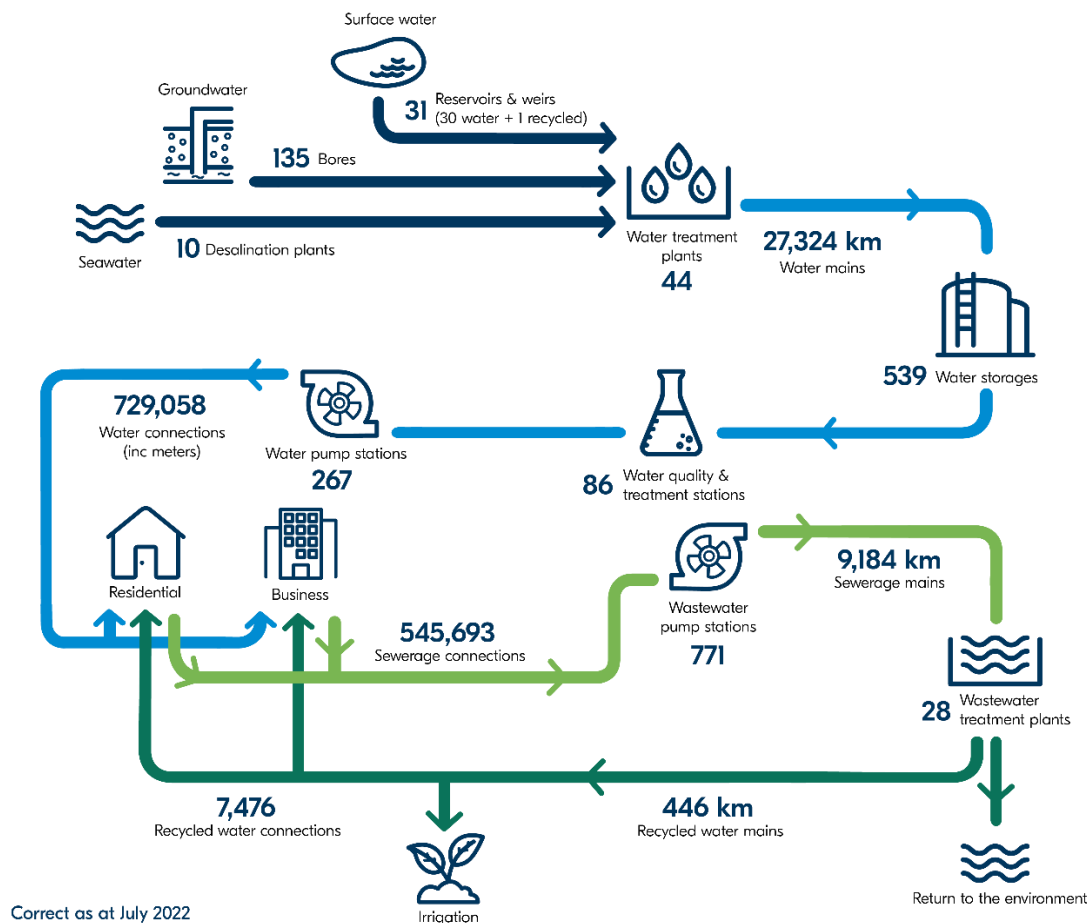 Surface water
Groundwater
31 Reservoirs & weirs
(30 water + 1 recycled)
135 Bores
Seawater
10 Desalination plants
Water treatment
plants
44
27,324 km
Water mains
539 Water storages
729,058
Water connections
(inc meters)
Water pump stations
267
86 Water quality &
treatment stations
Residential
Business
545,693
Sewerage connections
Wastewater
pump stations
771
9,184 km
Sewerage mains
28 Wastewater
treatment plants
7,476
Recycled water connections
446 km
Recycled water mains
Irrigation
Return to the environment
Correct as at July 2022